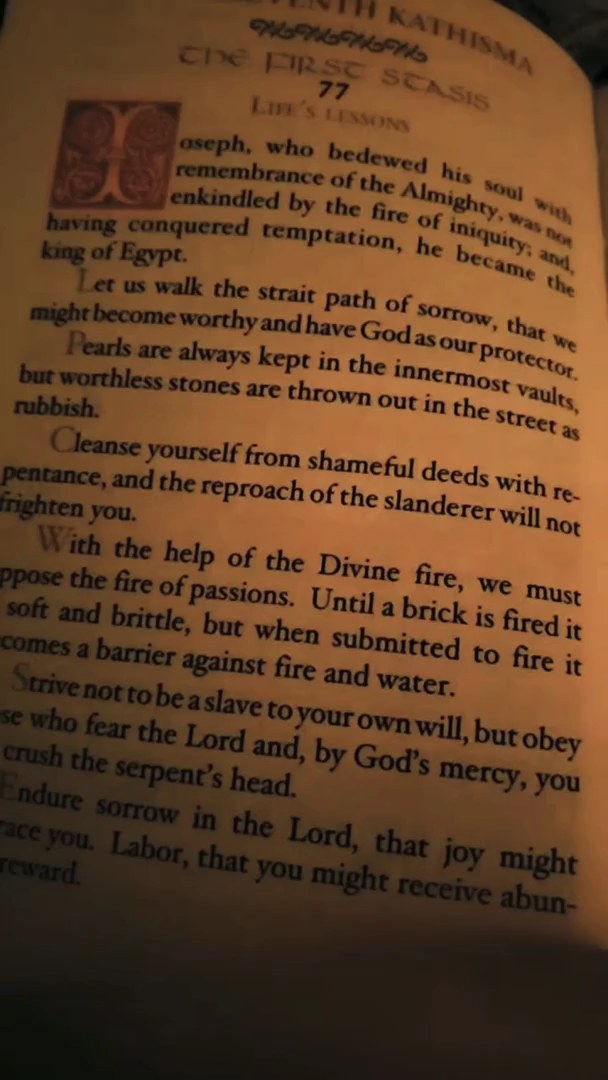 KATHISMA
THE FIRST STASIS
77
LIFE'S LESSONS
Ioseph, who bedewed his soul with
remembrance of the Almighty, was not
enkindled by the fire of iniquity; and,
having conquered temptation, he became the
king of Egypt.
Let us walk the strait path of sorrow, that we
might become worthy and have God as our protector.
Pearls are always kept in the innermost vaults,
but worthless stones are thrown out in the street as
rubbish.
Cleanse yourself from shameful deeds with re-
pentance, and the reproach of the slanderer will not
frighten you.
With the help of the Divine fire, we must
ppose the fire of passions. Until a brick is fired it
soft and brittle, but when submitted to fire it
comes a barrier against fire and water.
Strive not to be a slave to your own will, but obey
se who fear the Lord and, by God's mercy, you
crush the serpent's head.
Endure sorrow in the Lord, that joy might
race you. Labor, that you might receive abun-
reward.